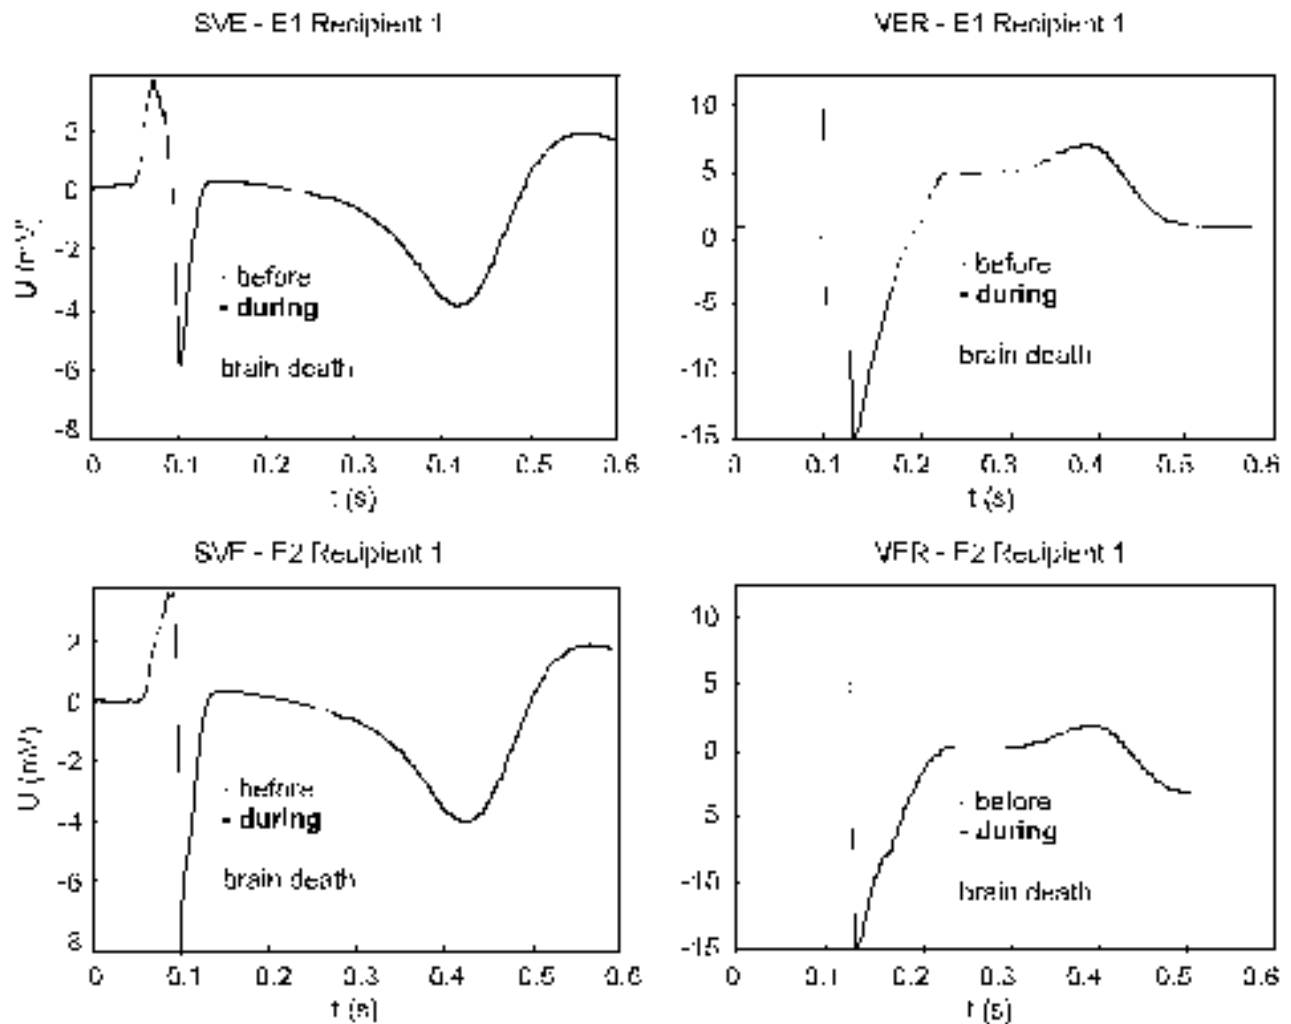 SVE - E1 Recipient 1
VER - E1 Recipient 1
2
0
-2
-4
-6
-8
U (mV)
before
- during
brain death
0 0.1 0.2 0.3 0.4 0.5 0.6
t (s)
10
5
0
-5
-10
-15
before
- during
brain death
0 0.1 0.2 0.3 0.4 0.5 0.6
t (s)
SVE - E2 Recipient 1
VER - E2 Recipient 1
2
0
-2
-4
-6
8
U (mV)
before
- during
brain death
0 0.1 0.2 0.3 0.4 0.5 0.6
t (s)
10
5
0
5
-10
-15
before
- during
brain death
0 0.1 0.2 0.3 0.4 0.5 0.6
t (s)